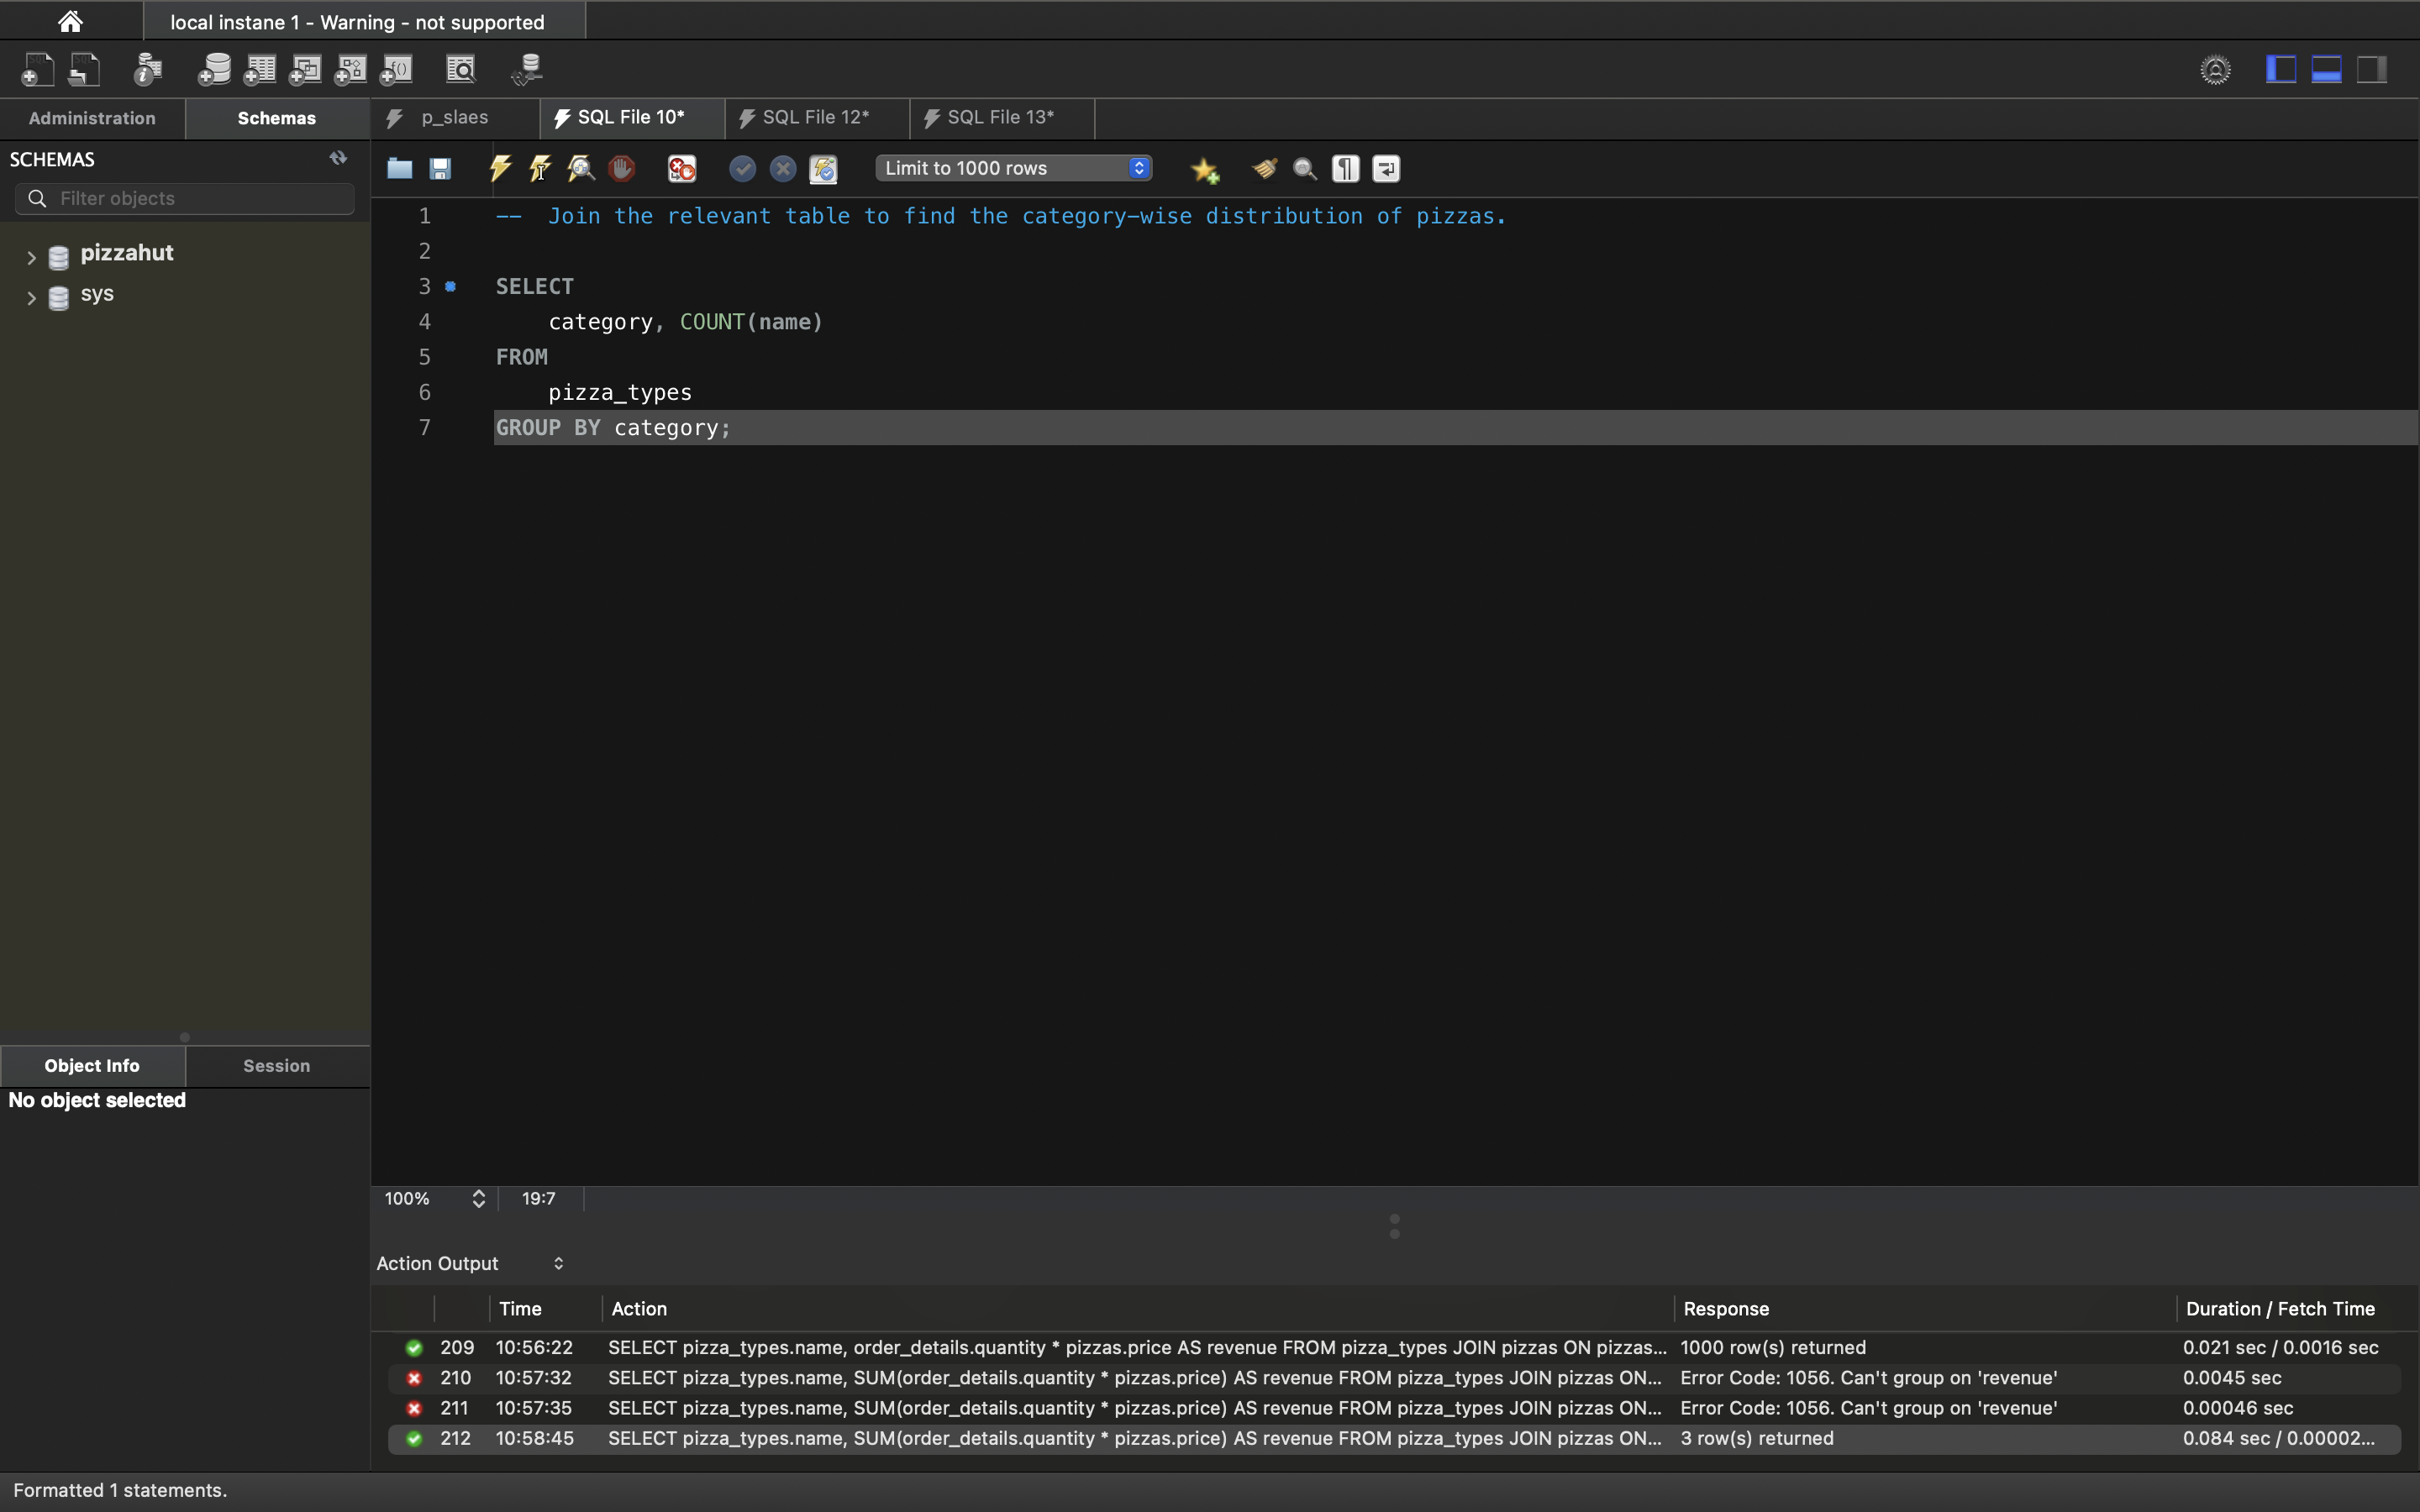 local instane 1 - Warning - not supported
Administration
Schemas
p_slaes
SQL File 10*
SQL File 12*
SQL File 13*
SCHEMAS
Filter objects
Limit to 1000 rows
pizzahut
sys
1 -- Join the relevant table to find the category-wise distribution of pizzas.
2
3 SELECT
4 category, COUNT(name)
5 FROM
6 pizza_types
7 GROUP BY category;
Object Info
Session
No object selected
100%
19:7
Action Output
Time Action Response Duration / Fetch Time
209 10:56:22 SELECT pizza_types.name, order_details.quantity * pizzas.price AS revenue FROM pizza_types JOIN pizzas ON pizzas... 1000 row(s) returned 0.021 sec / 0.0016 sec
210 10:57:32 SELECT pizza_types.name, SUM(order_details.quantity * pizzas.price) AS revenue FROM pizza_types JOIN pizzas ON... Error Code: 1056. Can't group on 'revenue' 0.0045 sec
211 10:57:35 SELECT pizza_types.name, SUM(order_details.quantity * pizzas.price) AS revenue FROM pizza_types JOIN pizzas ON... Error Code: 1056. Can't group on 'revenue' 0.00046 sec
212 10:58:45 SELECT pizza_types.name, SUM(order_details.quantity * pizzas.price) AS revenue FROM pizza_types JOIN pizzas ON... 3 row(s) returned 0.084 sec / 0.00002...
Formatted 1 statements.